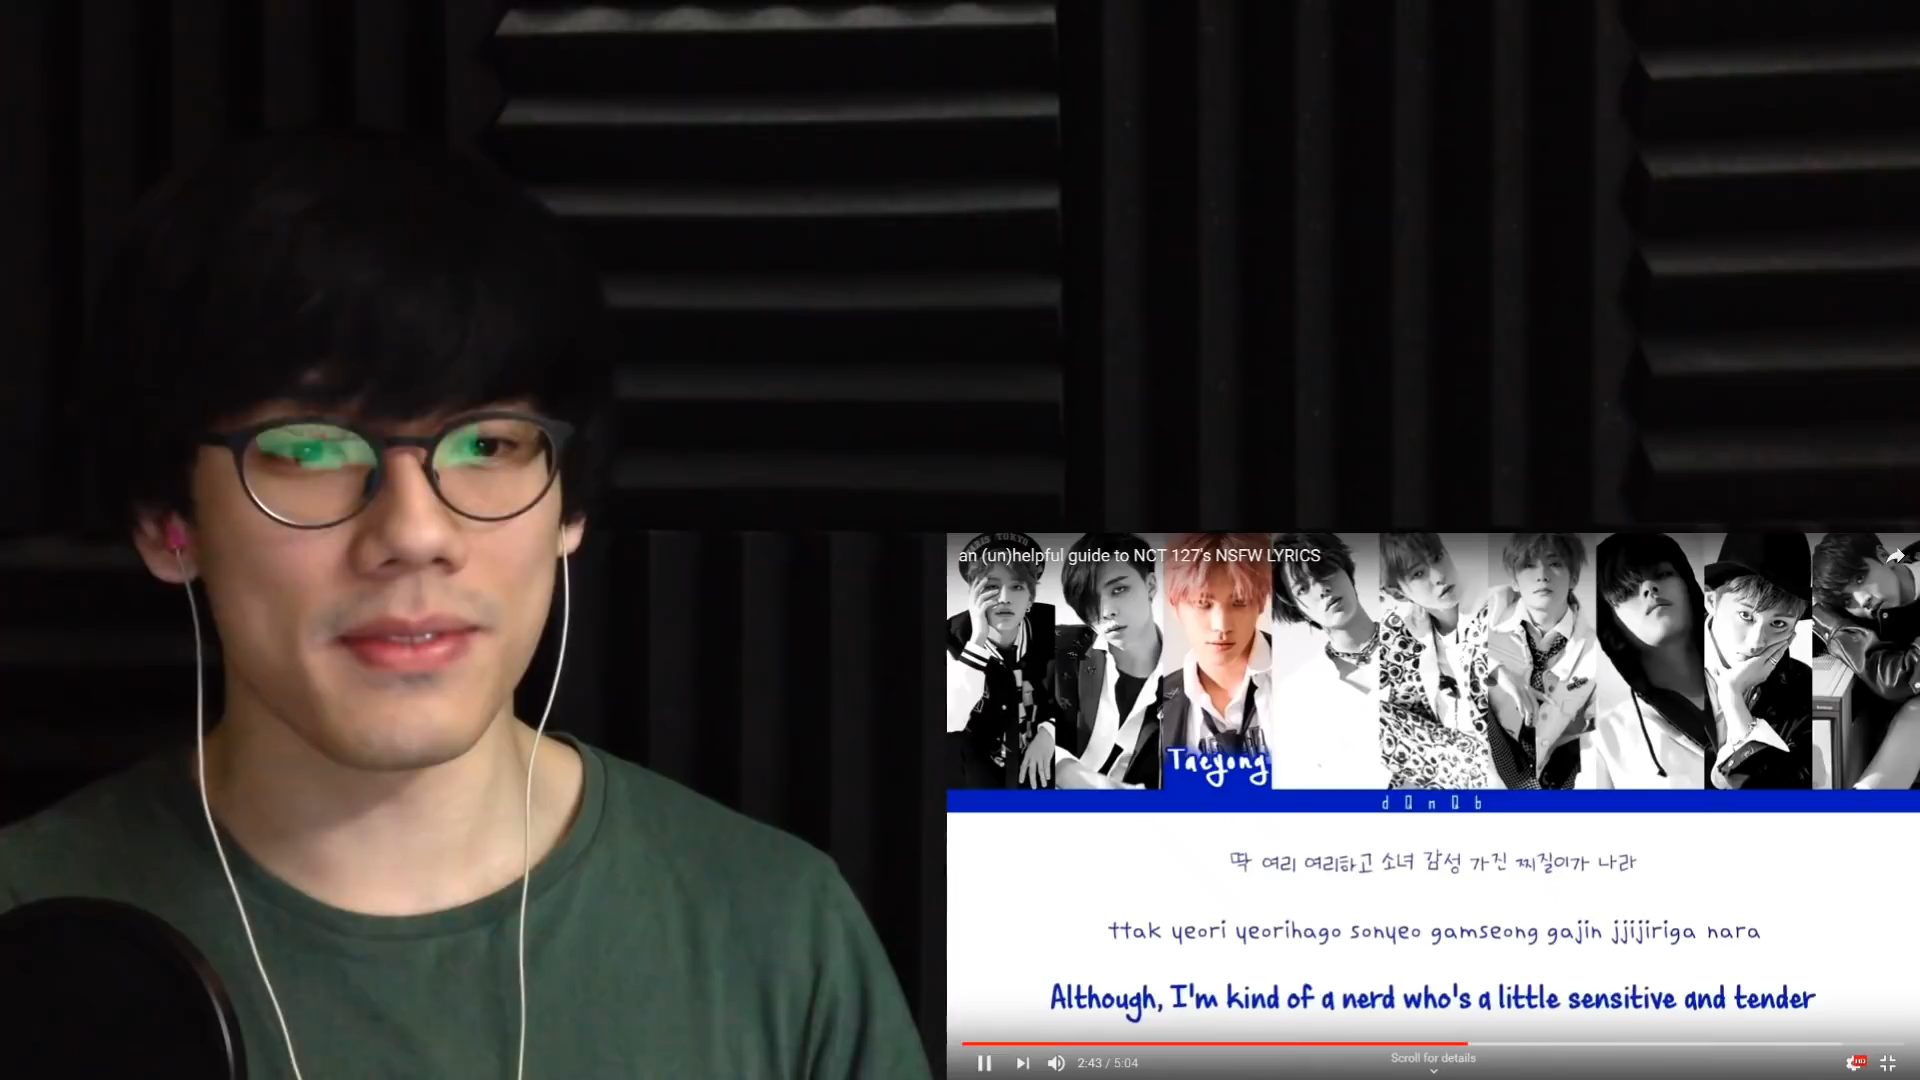 an (un)helpful guide to NCT 127's NSFW LYRICS
Taeyong
d Q n Q b
딱 여리 여리하고 소녀 감성 가진 찌질이가 나라
ttak yeori yeorihago sonyeo gamseong gajin jjijiriga nara
Although, I'm kind of a nerd who's a little sensitive and tender
2:43 / 5:04
Scroll for details
HD